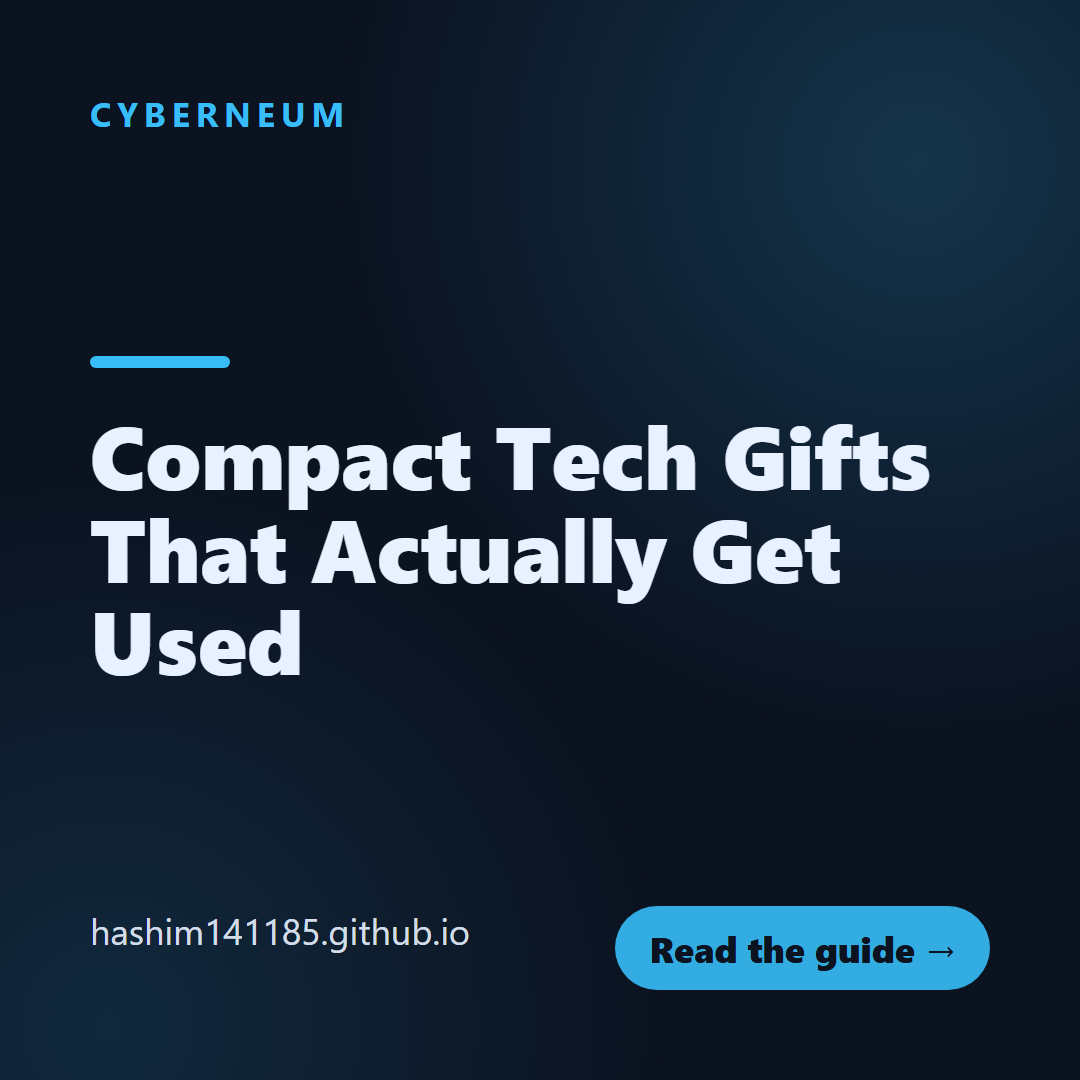 CYBERNEUM
Compact Tech Gifts
That Actually Get
Used
hashim141185.github.io
Read the guide →